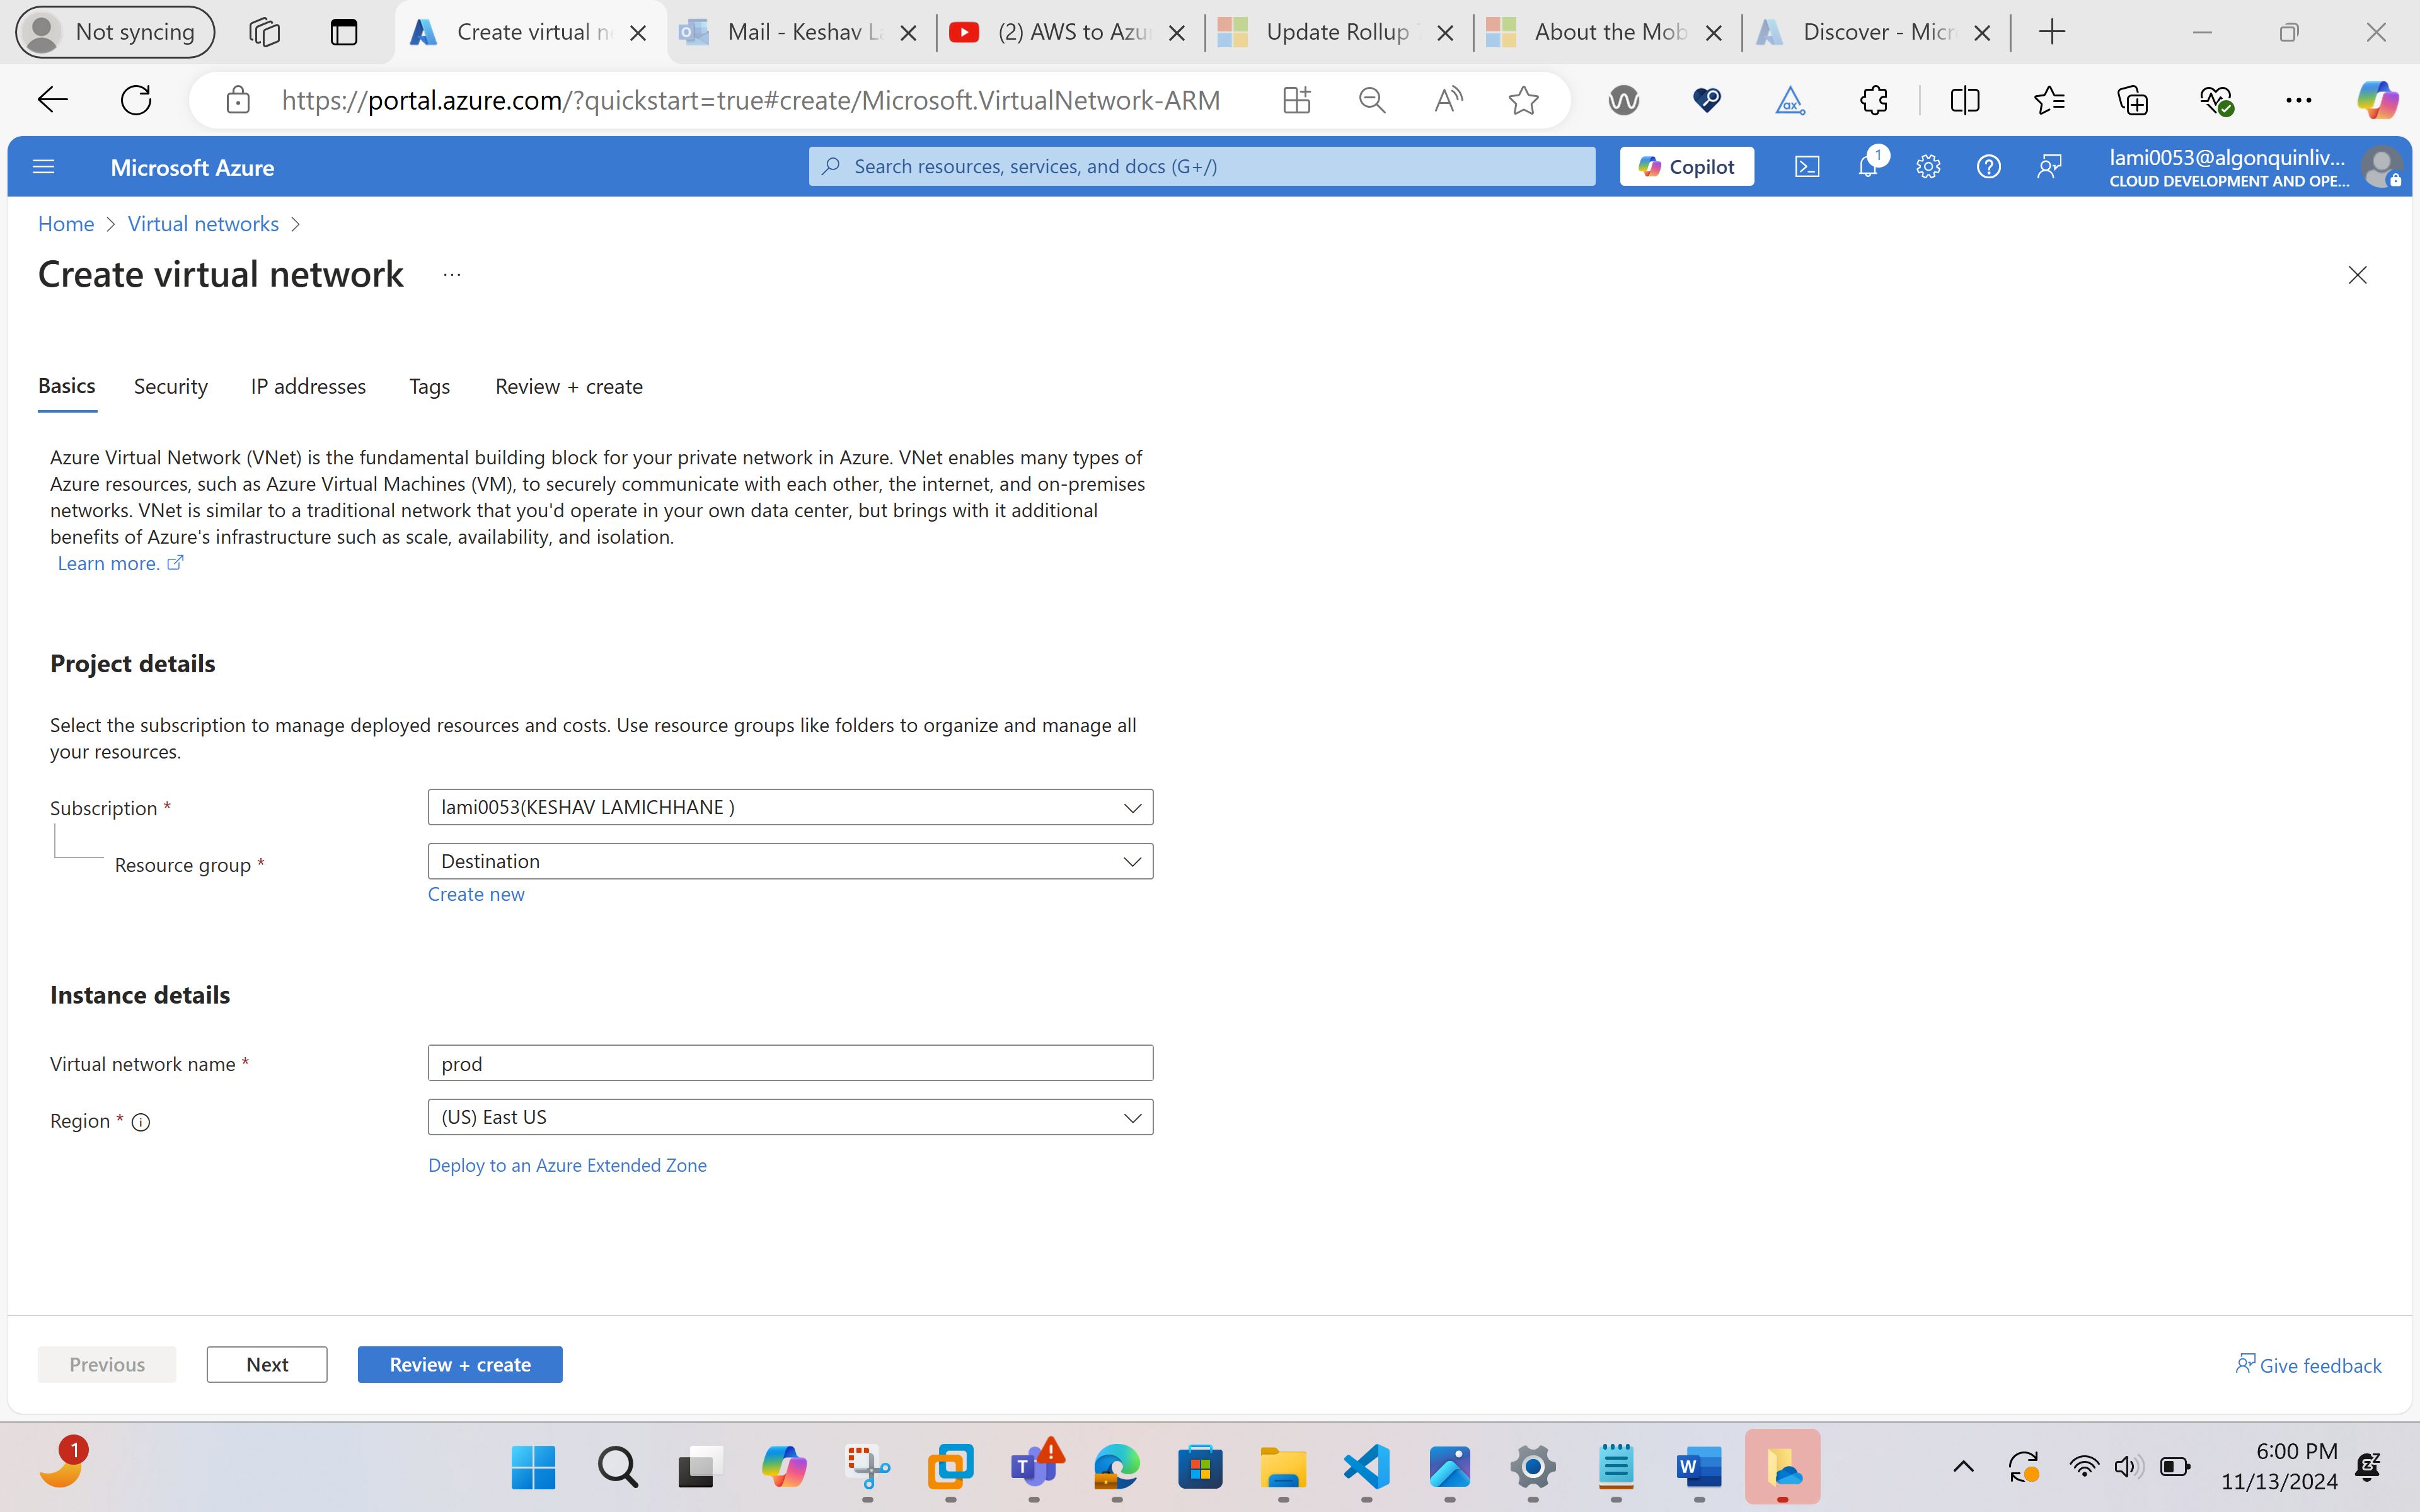 Not syncing
Create virtual n
Mail - Keshav La
(2) AWS to Azu
Update Rollup
About the Mob
Discover - Micr
https://portal.azure.com/?quickstart=true#create/Microsoft.VirtualNetwork-ARM
Microsoft Azure
Search resources, services, and docs (G+/)
Copilot
1
lami0053@algonquinliv...
CLOUD DEVELOPMENT AND OPE...
Home > Virtual networks >
Create virtual network ...
Basics
Security
IP addresses
Tags
Review + create
Azure Virtual Network (VNet) is the fundamental building block for your private network in Azure. VNet enables many types of
Azure resources, such as Azure Virtual Machines (VM), to securely communicate with each other, the internet, and on-premises
networks. VNet is similar to a traditional network that you'd operate in your own data center, but brings with it additional
benefits of Azure's infrastructure such as scale, availability, and isolation.
Learn more.
Project details
Select the subscription to manage deployed resources and costs. Use resource groups like folders to organize and manage all
your resources.
Subscription *
lami0053(KESHAV LAMICHHANE )
Resource group *
Destination
Create new
Instance details
Virtual network name *
prod
Region *
(US) East US
Deploy to an Azure Extended Zone
Previous
Next
Review + create
Give feedback
1
6:00 PM
11/13/2024